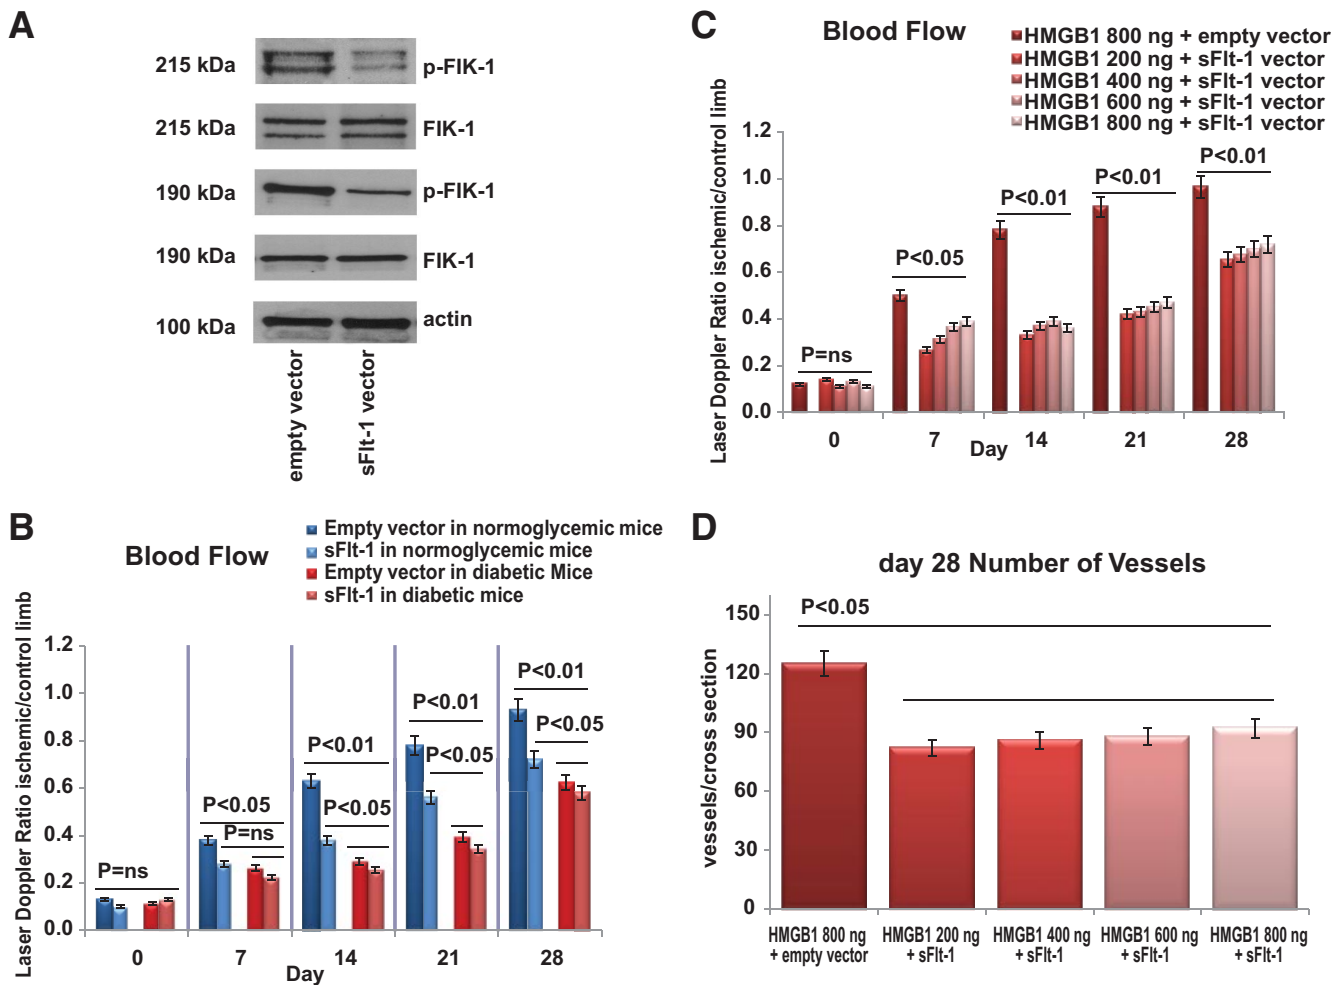 A
215 kDa
p-FIK-1
215 kDa
FIK-1
190 kDa
p-FIK-1
190 kDa
FIK-1
100 kDa
actin
empty vector
sFlt-1 vector
B
Blood Flow
Empty vector in normoglycemic mice
sFlt-1 in normoglycemic mice
Empty vector in diabetic Mice
sFlt-1 in diabetic mice
Laser Doppler Ratio ischemic/control limb
1.2
1.0
0.8
0.6
0.4
0.2
0.0
P=ns
P<0.05
P=ns
P<0.01
P<0.05
P<0.01
P<0.05
P<0.01
P<0.05
0
7
14
21
28
Day
C
Blood Flow
HMGB1 800 ng + empty vector
HMGB1 200 ng + sFlt-1 vector
HMGB1 400 ng + sFlt-1 vector
HMGB1 600 ng + sFlt-1 vector
HMGB1 800 ng + sFlt-1 vector
Laser Doppler Ratio ischemic/control limb
1.2
1.0
0.8
0.6
0.4
0.2
0.0
P=ns
P<0.05
P<0.01
P<0.01
P<0.01
0
7
14
21
28
Day
D
day 28 Number of Vessels
vessels/cross section
150
120
90
60
30
0
P<0.05
HMGB1 800 ng
+ empty vector
HMGB1 200 ng
+ sFlt-1
HMGB1 400 ng
+ sFlt-1
HMGB1 600 ng
+ sFlt-1
HMGB1 800 ng
+ sFlt-1